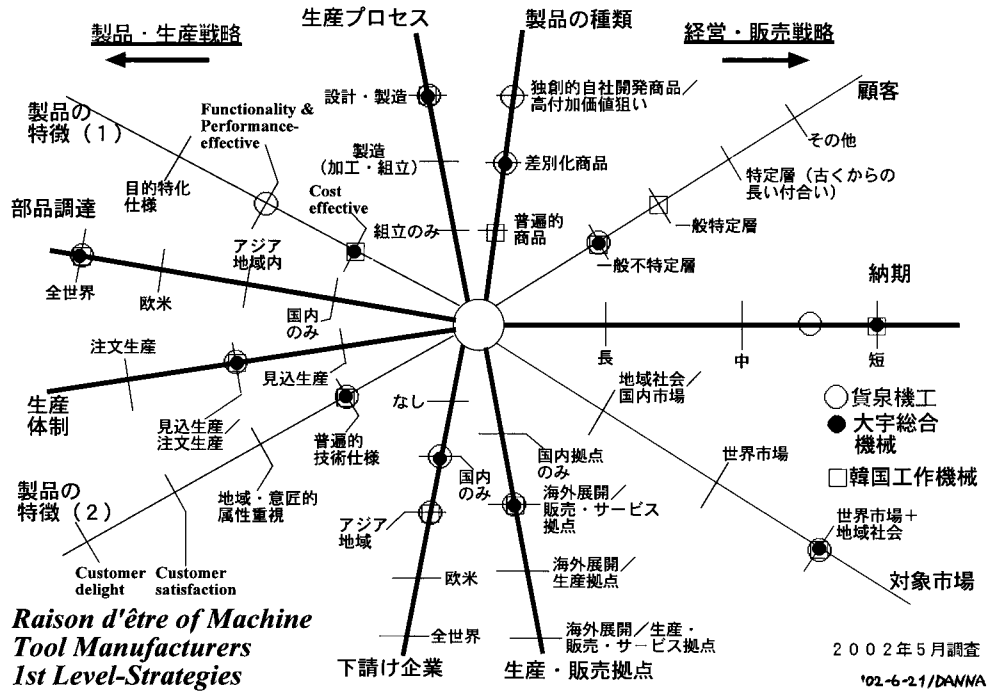 製品・生産戦略
生産プロセス
製品の種類
経営・販売戦略
製品の
特徴（1）
Functionality &
Performance-
effective
設計・製造
独創的自社開発商品／
高付加価値狙い
顧客
その他
製造
（加工・組立）
差別化商品
特定層（古くからの
長い付合い）
目的特化
仕様
Cost
effective
部品調達
組立のみ
普遍的
商品
一般特定層
アジア
地域内
一般不特定層
全世界
欧米
国内
のみ
納期
長
中
短
注文生産
見込生産
生産
体制
見込生産／
注文生産
普遍的
技術仕様
なし
地域社会／
国内市場
○貨泉機工
●大宇総合
機械
□韓国工作機械
国内
のみ
国内拠点
のみ
世界市場
製品の
特徴（2）
地域・意匠的
属性重視
アジア
地域
海外展開／
販売・サービス
拠点
世界市場＋
地域社会
Customer
delight
Customer
satisfaction
欧米
海外展開／
生産拠点
対象市場
全世界
海外展開／生産・
販売・サービス拠点
下請け企業
生産・販売拠点
Raison d'être of Machine
Tool Manufacturers
1st Level-Strategies
2002年5月調査
'02-6-21/DANNA